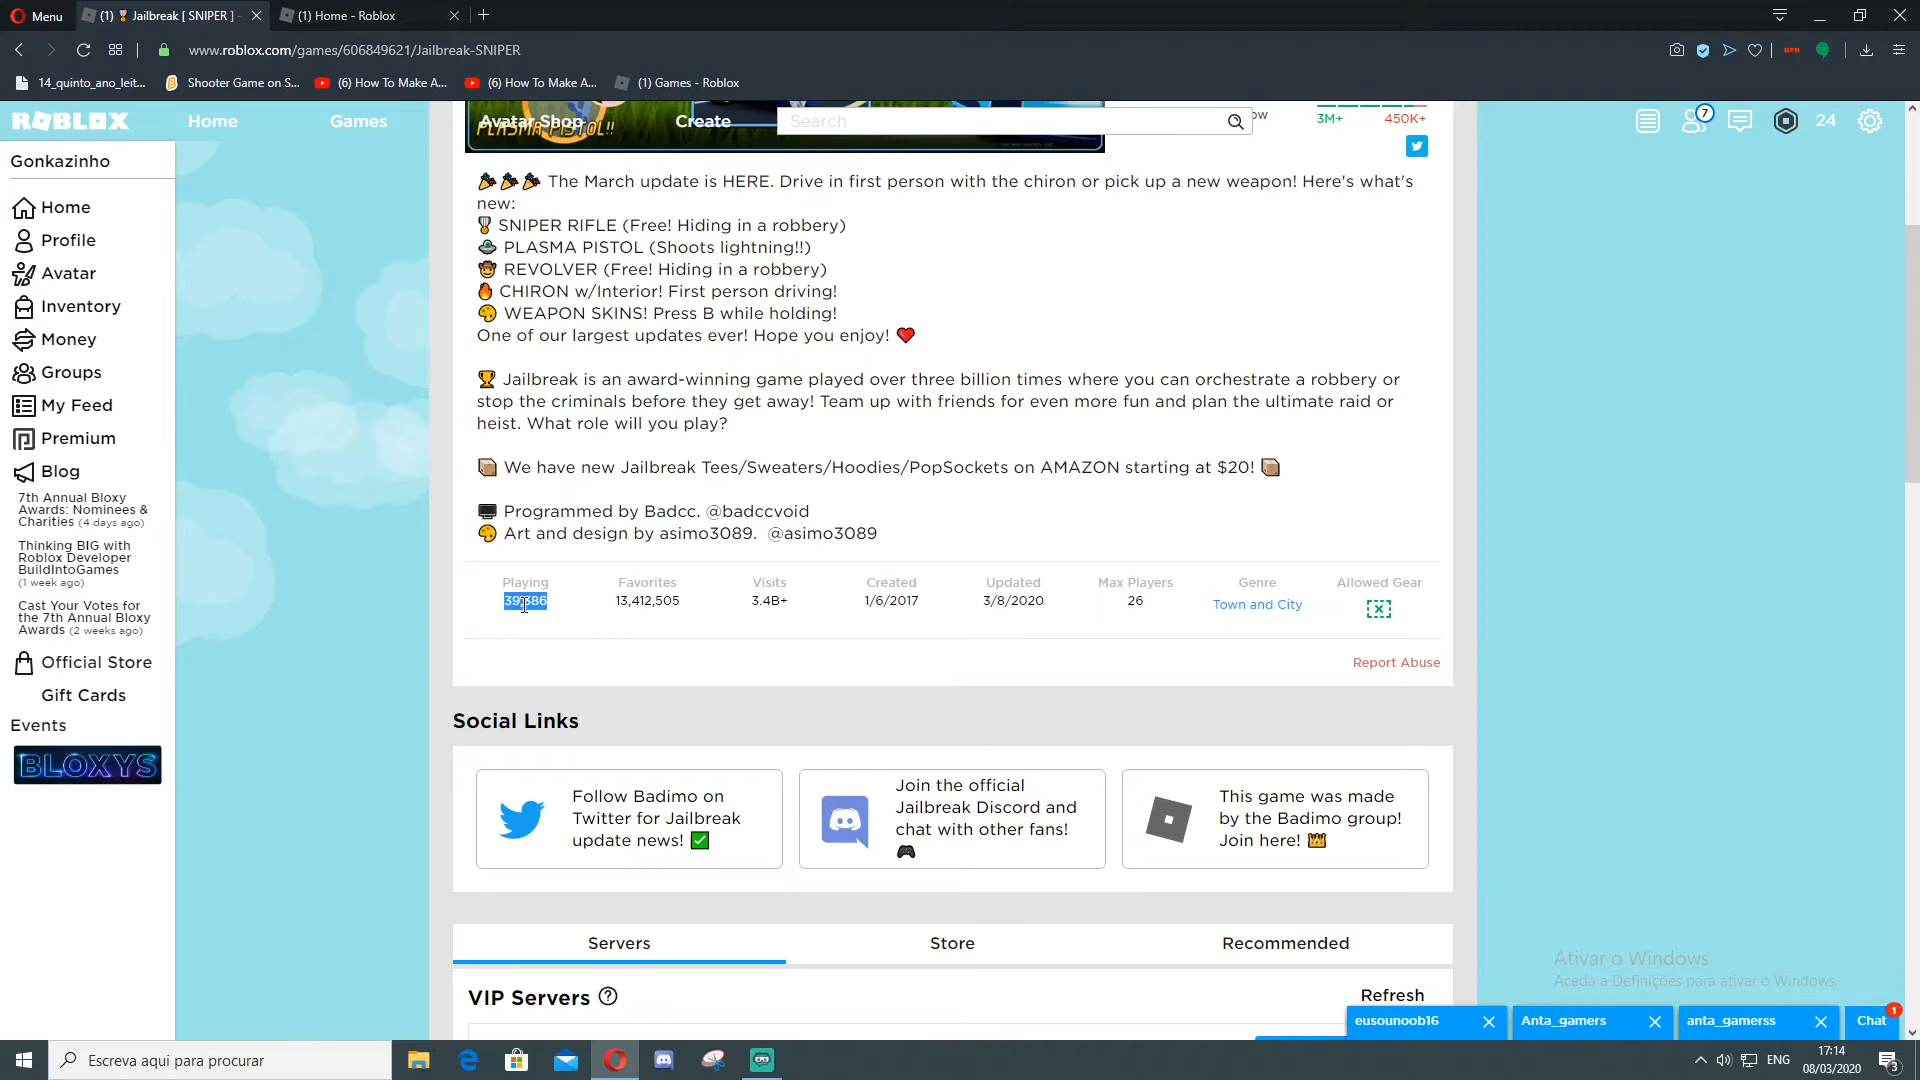 Menu
(1) 🎖 Jailbreak [ SNIPER ] -
(1) Home - Roblox
www.roblox.com/games/606849621/Jailbreak-SNIPER
14_quinto_ano_leit...
Shooter Game on S...
(6) How To Make A...
(6) How To Make A...
(1) Games - Roblox
ROBLOX
Home
Games
Avatar Shop
Create
Search
7
24
PLASMA PISTOL!!
3M+
450K+
Gonkazinho
Home
Profile
Avatar
Inventory
Money
Groups
My Feed
Premium
Blog
7th Annual Bloxy
Awards: Nominees &
Charities (4 days ago)
Thinking BIG with
Roblox Developer
BuildIntoGames
(1 week ago)
Cast Your Votes for
the 7th Annual Bloxy
Awards (2 weeks ago)
Official Store
Gift Cards
Events
BLOXYS
🎉🎉🎉 The March update is HERE. Drive in first person with the chiron or pick up a new weapon! Here's what's
new:
🎖 SNIPER RIFLE (Free! Hiding in a robbery)
🛸 PLASMA PISTOL (Shoots lightning!!)
🤠 REVOLVER (Free! Hiding in a robbery)
🔥 CHIRON w/Interior! First person driving!
🎨 WEAPON SKINS! Press B while holding!
One of our largest updates ever! Hope you enjoy! ❤
🏆 Jailbreak is an award-winning game played over three billion times where you can orchestrate a robbery or
stop the criminals before they get away! Team up with friends for even more fun and plan the ultimate raid or
heist. What role will you play?
📦 We have new Jailbreak Tees/Sweaters/Hoodies/PopSockets on AMAZON starting at $20! 📦
🖥 Programmed by Badcc. @badccvoid
🎨 Art and design by asimo3089. @asimo3089
Playing
Favorites
Visits
Created
Updated
Max Players
Genre
Allowed Gear
13,412,505
3.4B+
1/6/2017
3/8/2020
26
Town and City
Report Abuse
Social Links
Follow Badimo on
Twitter for Jailbreak
update news! ✅
Join the official
Jailbreak Discord and
chat with other fans!
🎮
This game was made
by the Badimo group!
Join here! 👑
Servers
Store
Recommended
VIP Servers
Refresh
Ativar o Windows
Aceda a Definições para ativar o Windows.
eusounoob16
Anta_gamers
anta_gamerss
Chat
1
Escreva aqui para procurar
ENG
17:14
08/03/2020
3